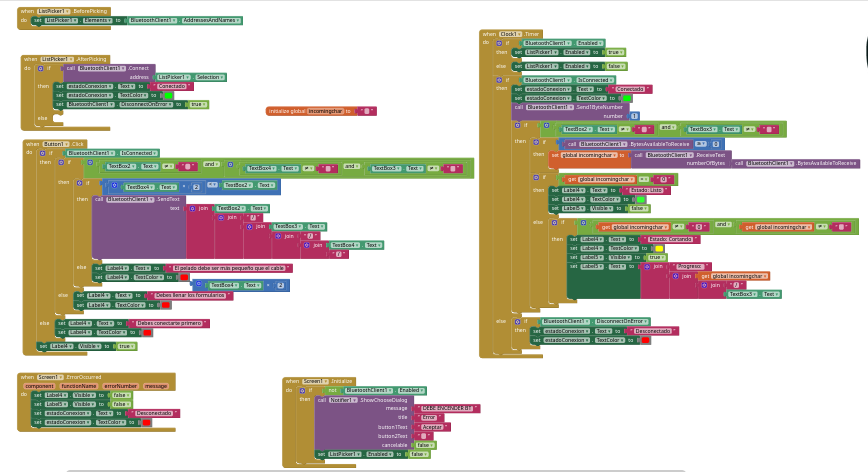 when ListPicker1 .BeforePicking
do set ListPicker1 . Elements to BluetoothClient1 . AddressesAndNames
when ListPicker1 .AfterPicking
do if call BluetoothClient1 .Connect
address ListPicker1 . Selection
then set estadoConexion . Text to " Conectado "
set estadoConexion . TextColor to
set BluetoothClient1 . DisconnectOnError to true
else
initialize global incomingchar to " "
when Button1 .Click
do if BluetoothClient1 . IsConnected
then if TextBox2 . Text ≠ " " and TextBox4 . Text ≠ " " and TextBox3 . Text ≠ " "
then if TextBox4 . Text × 2 TextBox2 . Text
then call BluetoothClient1 .SendText
text join TextBox2 . Text
join " / "
join TextBox3 . Text
join " / "
join TextBox4 . Text
" / "
else set Label4 . Text to " El pelado debe ser más pequeño que el cable "
set Label4 . TextColor to
TextBox4 . Text × 2
else set Label4 . Text to " Debes llenar los formularios "
set Label4 . TextColor to
else set Label4 . Text to " Debes conectarte primero "
set Label4 . TextColor to
set Label4 . Visible to true
when Screen1 .ErrorOccurred
component functionName errorNumber message
do set Label4 . Visible to false
set Label5 . Visible to false
set estadoConexion . Text to " Desconectado "
set estadoConexion . TextColor to
when Screen1 .Initialize
do if not BluetoothClient1 . Enabled
then call Notifier1 .ShowChooseDialog
message " DEBE ENCENDER BT "
title " Error "
button1Text " Aceptar "
button2Text " "
cancelable false
set ListPicker1 . Enabled to false
when Clock1 .Timer
do if BluetoothClient1 . Enabled
then set ListPicker1 . Enabled to true
else set ListPicker1 . Enabled to false
if BluetoothClient1 . IsConnected
then set estadoConexion . Text to " Conectado "
set estadoConexion . TextColor to
call BluetoothClient1 .Send1ByteNumber
number 1
if TextBox2 . Text ≠ " " and TextBox3 . Text ≠ " "
then if call BluetoothClient1 .BytesAvailableToReceive 0
then set global incomingchar to call BluetoothClient1 .ReceiveText
numberOfBytes call BluetoothClient1 .BytesAvailableToReceive
if get global incomingchar = " 0 "
then set Label4 . Text to " Estado: Listo "
set Label4 . TextColor to
set Label5 . Visible to false
else if get global incomingchar ≠ " 0 " and get global incomingchar ≠ " "
then set Label4 . Text to " Estado: Cortando "
set Label4 . TextColor to
set Label5 . Visible to true
set Label5 . Text to join " Progreso: "
join get global incomingchar
join " / "
TextBox3 . Text
else if BluetoothClient1 . DisconnectOnError
then set estadoConexion . Text to " Desconectado "
set estadoConexion . TextColor to